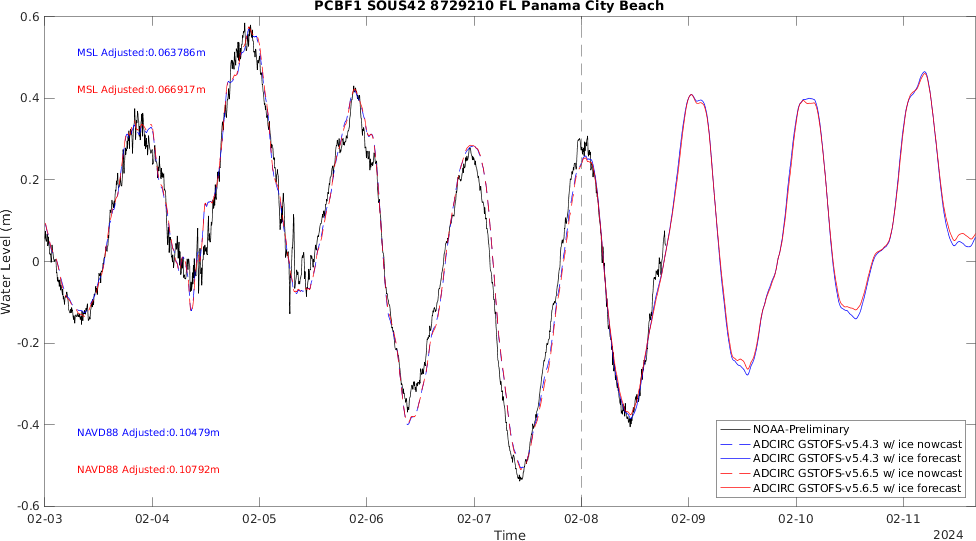 PCBF1 SOUS42 8729210 FL Panama City Beach
0.6
MSL Adjusted:0.063786m
MSL Adjusted:0.066917m
0.4
0.2
0
-0.2
-0.4
-0.6
Water Level (m)
NAVD88 Adjusted:0.10479m
NAVD88 Adjusted:0.10792m
NOAA-Preliminary
ADCIRC GSTOFS-v5.4.3 w/ ice nowcast
ADCIRC GSTOFS-v5.4.3 w/ ice forecast
ADCIRC GSTOFS-v5.6.5 w/ ice nowcast
ADCIRC GSTOFS-v5.6.5 w/ ice forecast
02-03 02-04 02-05 02-06 02-07 02-08 02-09 02-10 02-11
Time
2024